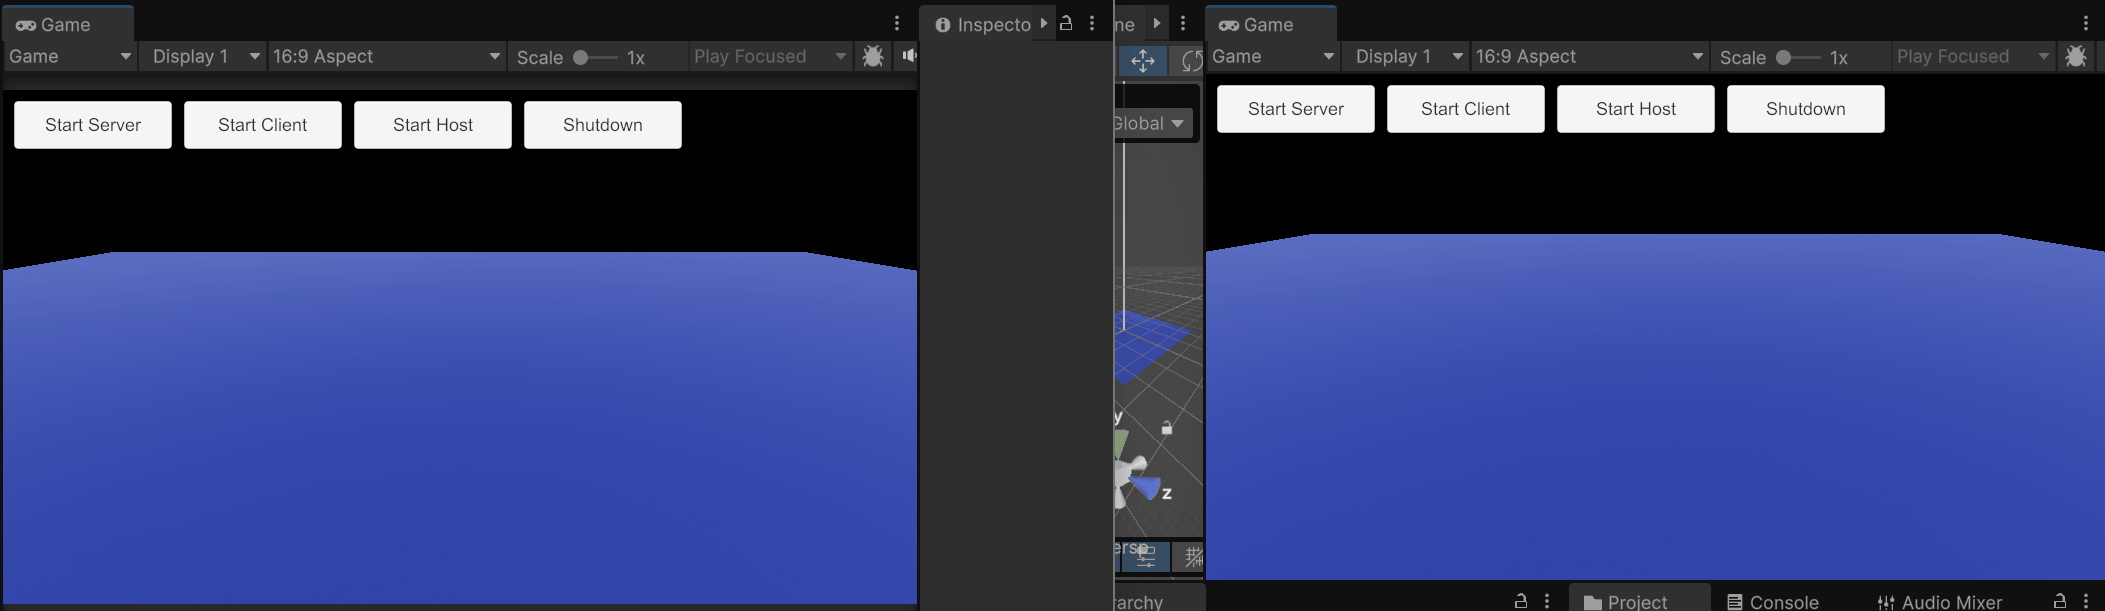 Game
Inspecto
ne
Game
Game
Display 1
16:9 Aspect
Scale
1x
Play Focused
Game
Display 1
16:9 Aspect
Scale
1x
Play Focused
Start Server
Start Client
Start Host
Shutdown
Start Server
Start Client
Start Host
Shutdown
Global
y
z
ersp
rarchy
Project
Console
Audio Mixer